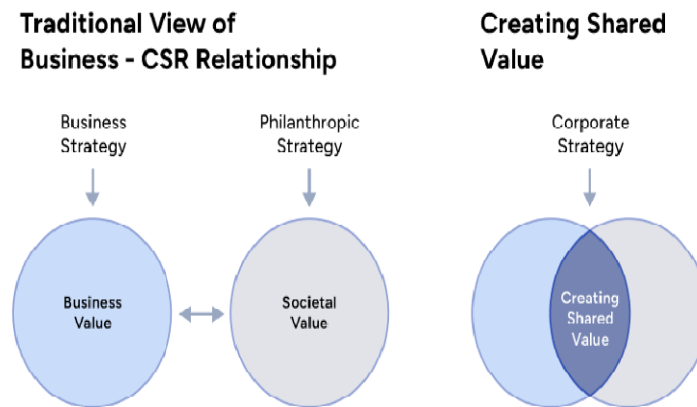 Traditional View of
Business - CSR Relationship
Creating Shared
Value
Business
Strategy
Philanthropic
Strategy
Corporate
Strategy
Business
Value
Societal
Value
Creating
Shared
Value